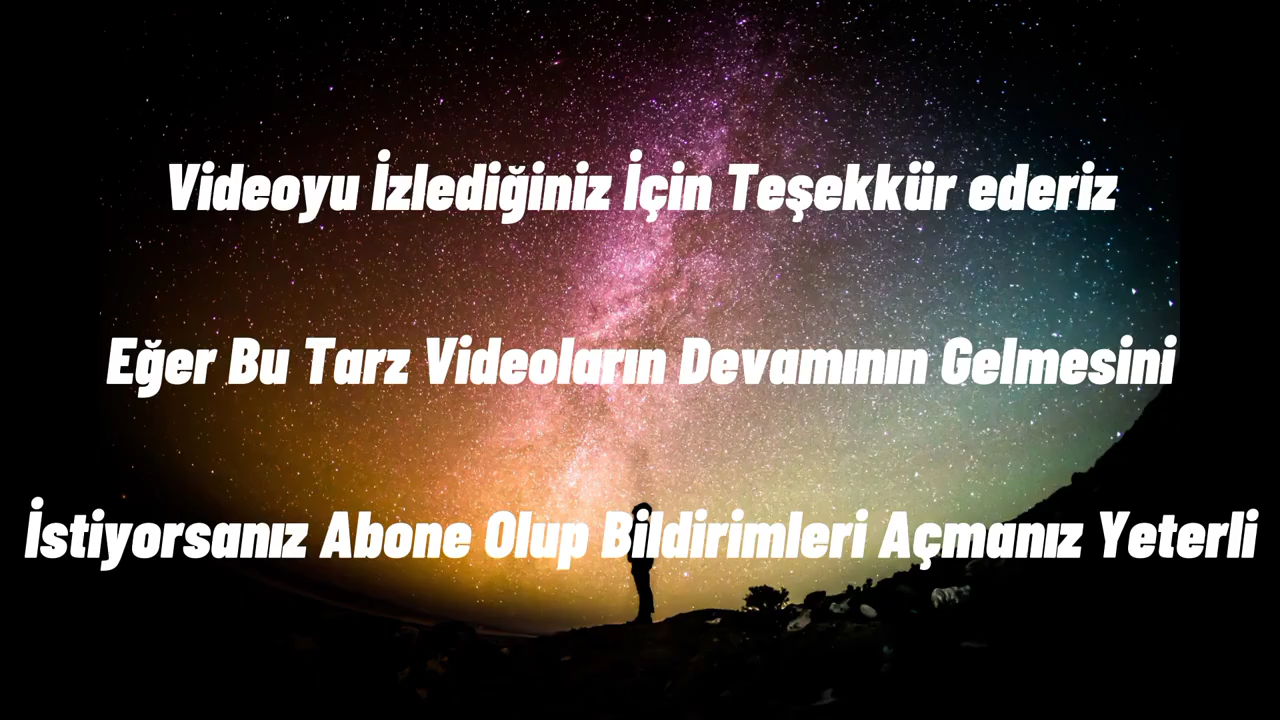 Videoyu İzlediğiniz İçin Teşekkür ederiz
Eğer Bu Tarz Videoların Devamının Gelmesini
İstiyorsanız Abone Olup Bildirimleri Açmanız Yeterli